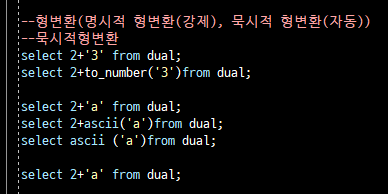 --형변환(명시적 형변환(강제), 묵시적 형변환(자동))
--묵시적형변환
select 2+'3' from dual;
select 2+to_number('3')from dual;
select 2+'a' from dual;
select 2+ascii('a')from dual;
select ascii ('a')from dual;
select 2+'a' from dual;